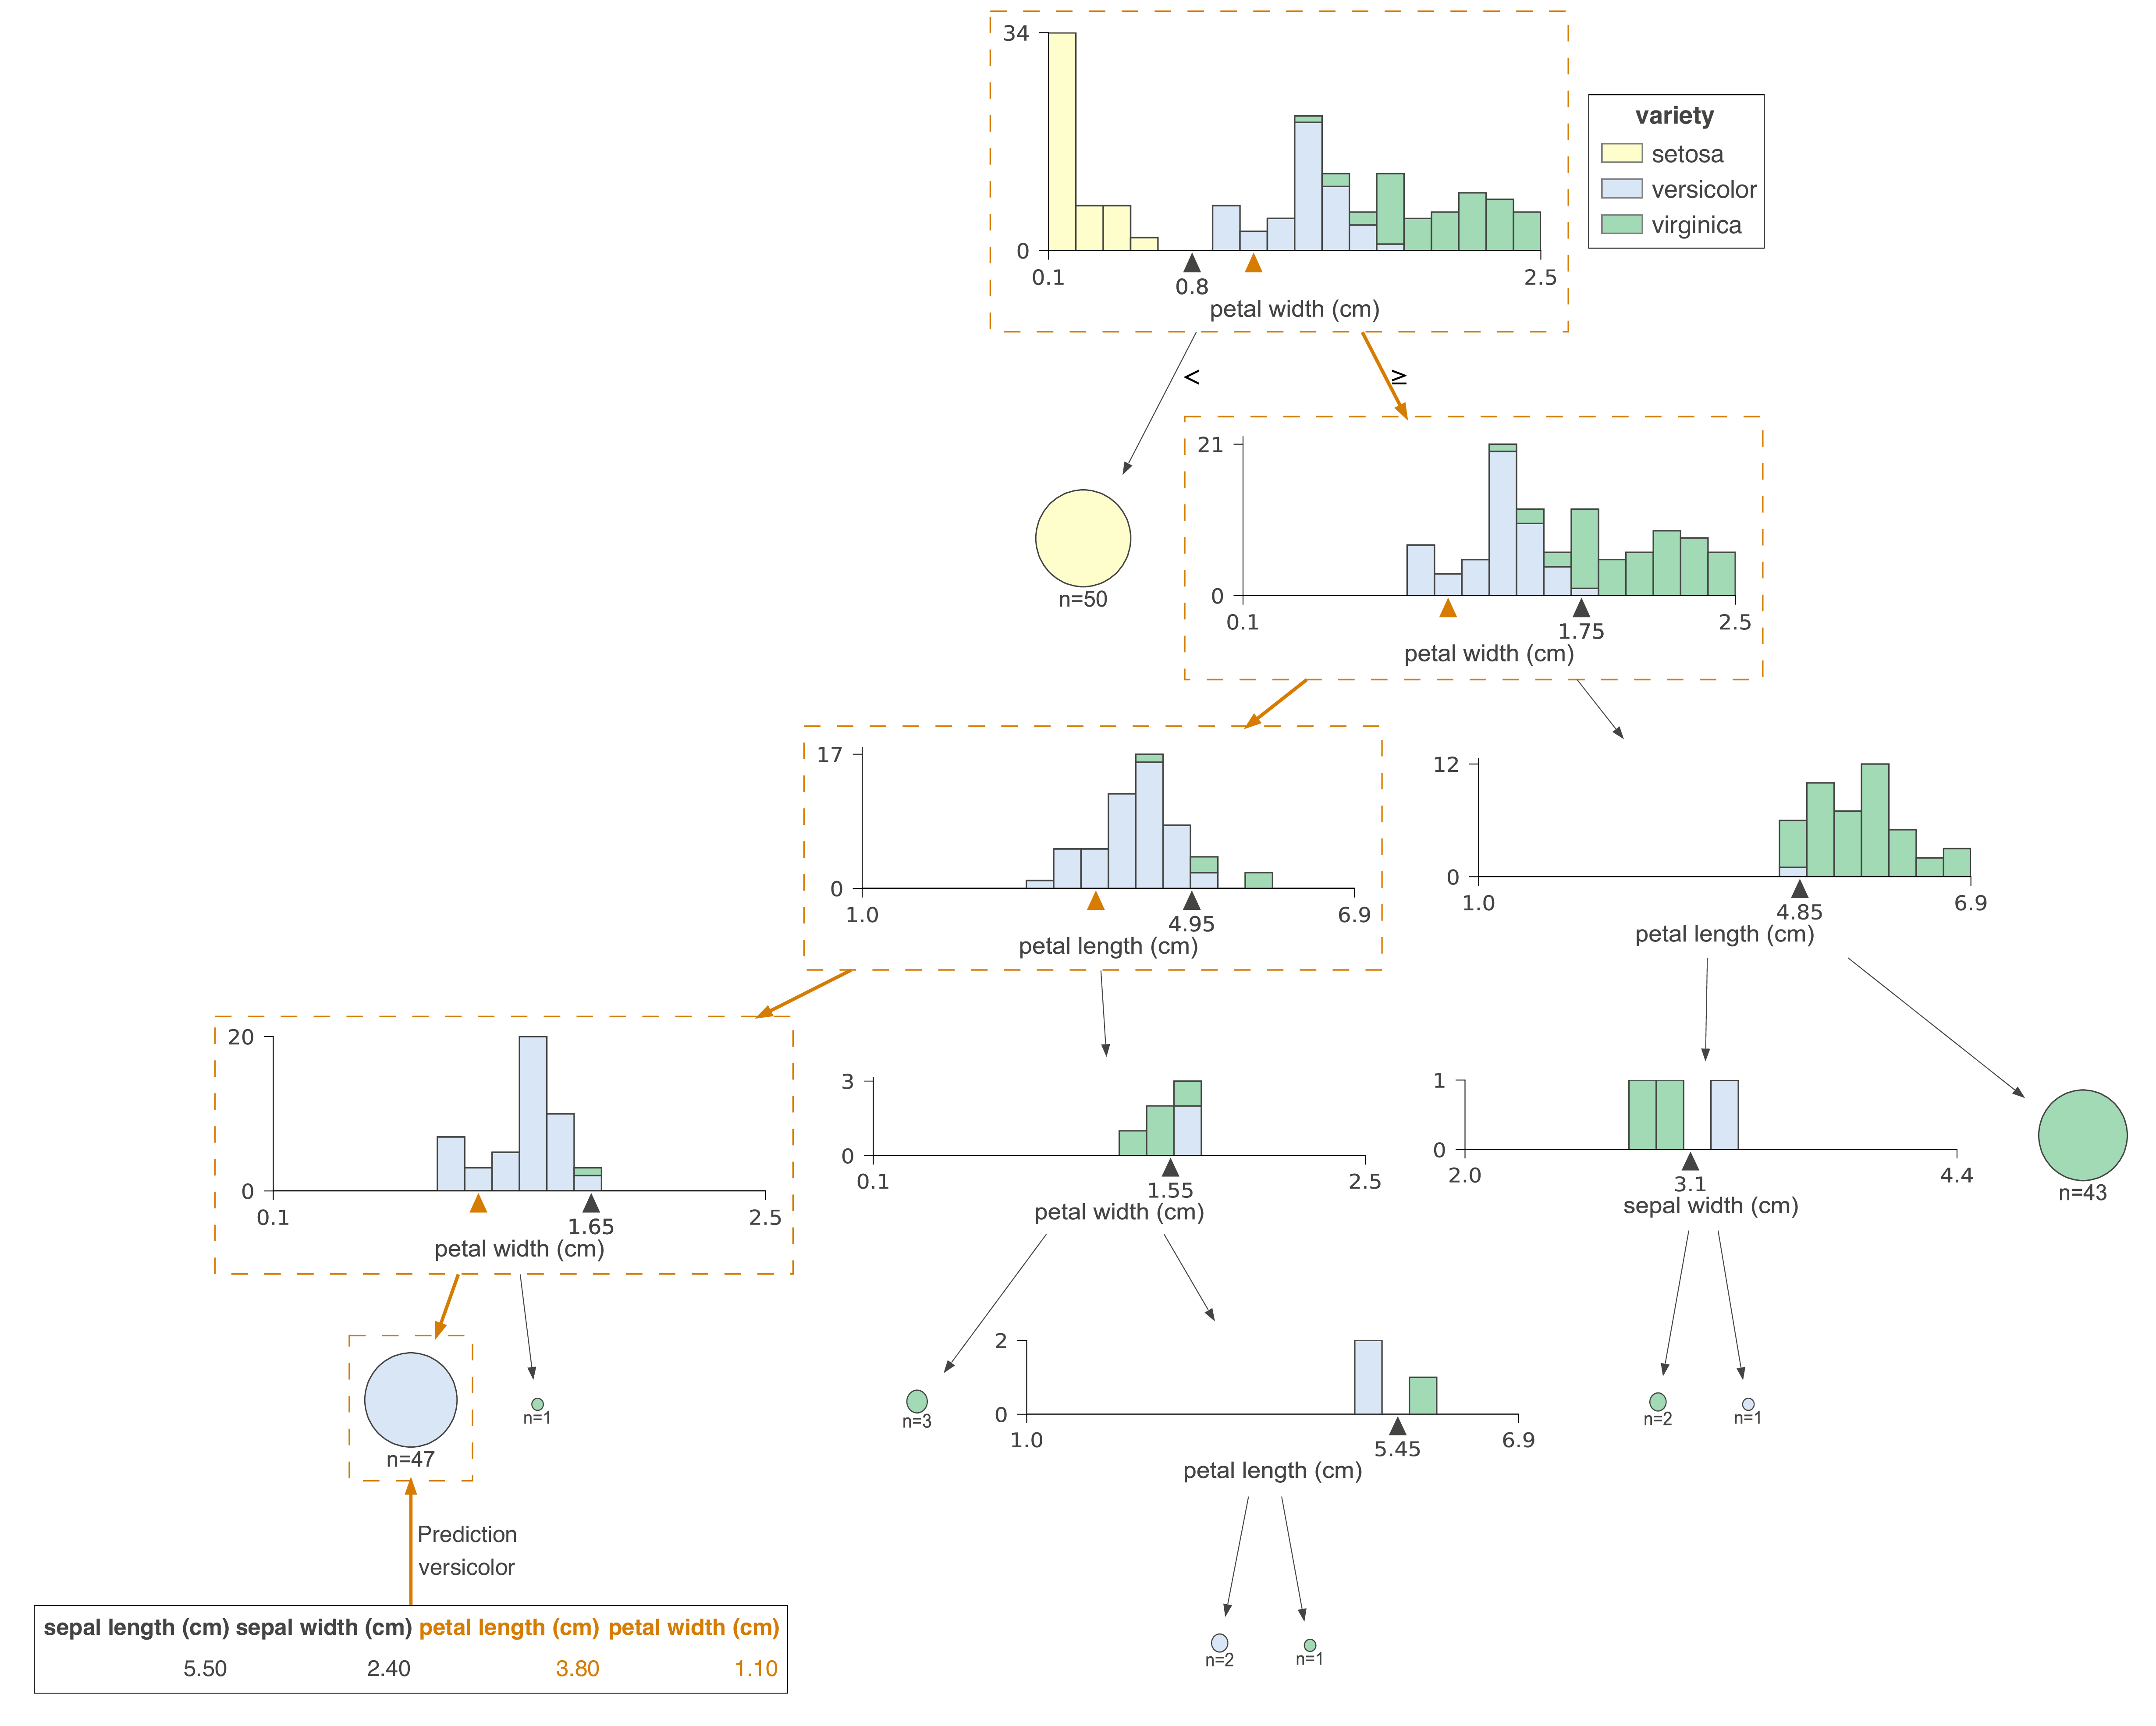 34
0
0.1
0.8
2.5
petal width (cm)
variety
setosa
versicolor
virginica
<
≥
n=50
21
0
0.1
1.75
2.5
petal width (cm)
17
0
1.0
4.95
6.9
petal length (cm)
12
0
1.0
4.85
6.9
petal length (cm)
20
0
0.1
1.65
2.5
petal width (cm)
3
0
0.1
1.55
2.5
petal width (cm)
1
0
2.0
3.1
4.4
sepal width (cm)
n=43
n=47
n=1
n=3
2
0
1.0
5.45
6.9
petal length (cm)
n=2
n=1
Prediction
versicolor
n=2
n=1
sepal length (cm) sepal width (cm) petal length (cm) petal width (cm)
5.50 2.40 3.80 1.10